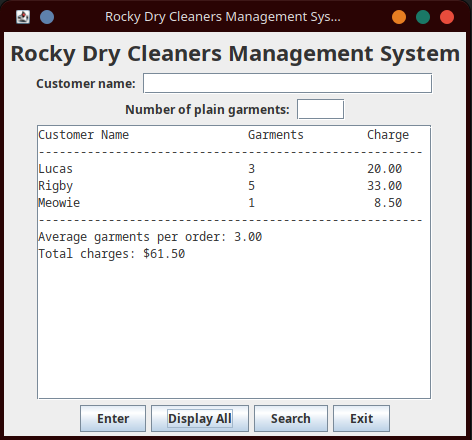 Rocky Dry Cleaners Management Sys...
Rocky Dry Cleaners Management System
Customer name:
Number of plain garments:
Customer Name Garments Charge
------------------------------------------------------
Lucas 3 20.00
Rigby 5 33.00
Meowie 1 8.50
------------------------------------------------------
Average garments per order: 3.00
Total charges: $61.50
Enter Display All Search Exit